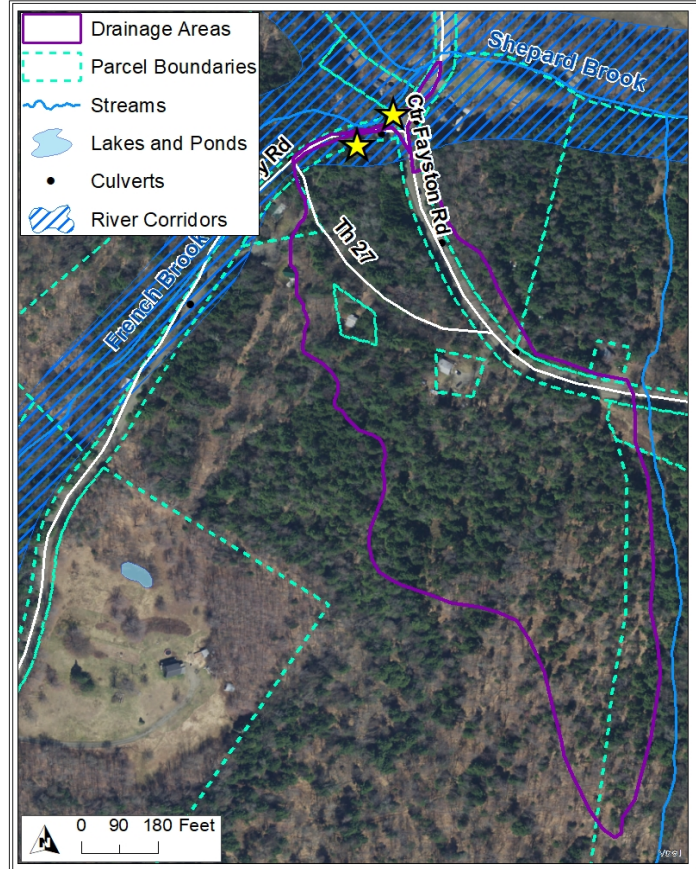 Drainage Areas
Parcel Boundaries
Streams
Lakes and Ponds
Culverts
River Corridors
Shepard Brook
Ctr Fayston Rd
y Rd
Th 27
French Brook
N
0 90 180 Feet